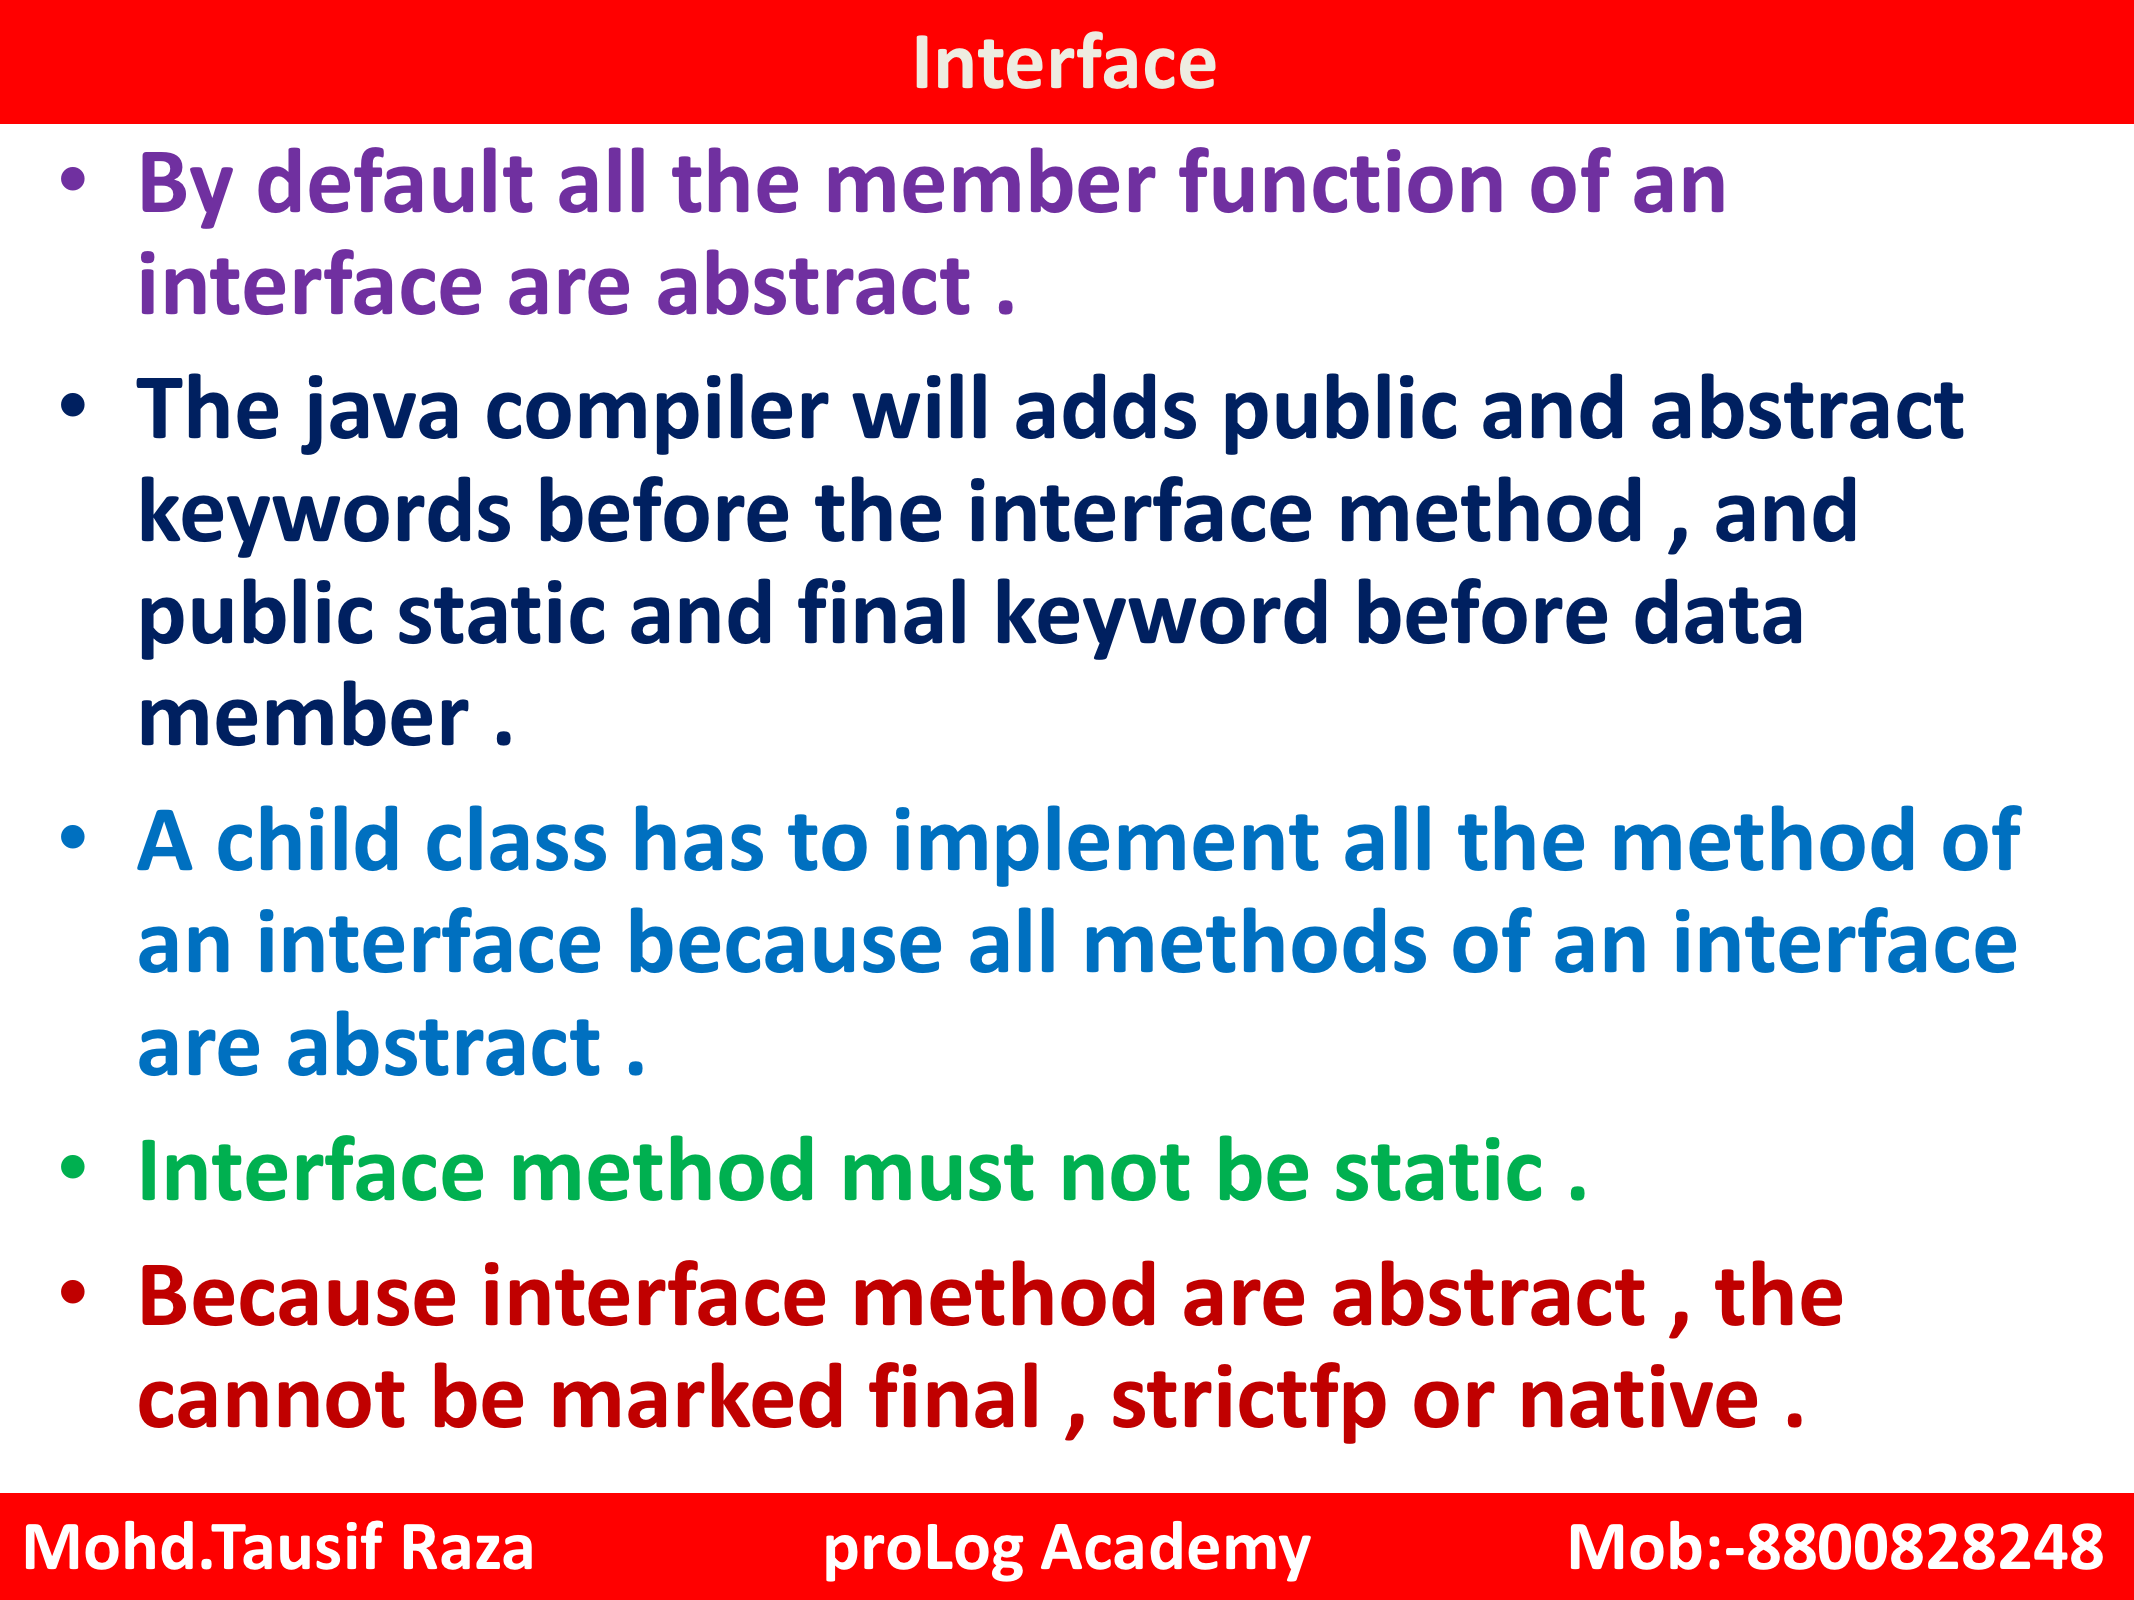 Interface
• By default all the member function of an
interface are abstract .
• The java compiler will adds public and abstract
keywords before the interface method , and
public static and final keyword before data
member .
• A child class has to implement all the method of
an interface because all methods of an interface
are abstract .
• Interface method must not be static .
• Because interface method are abstract , the
cannot be marked final , strictfp or native .
Mohd.Tausif Raza proLog Academy Mob:-8800828248